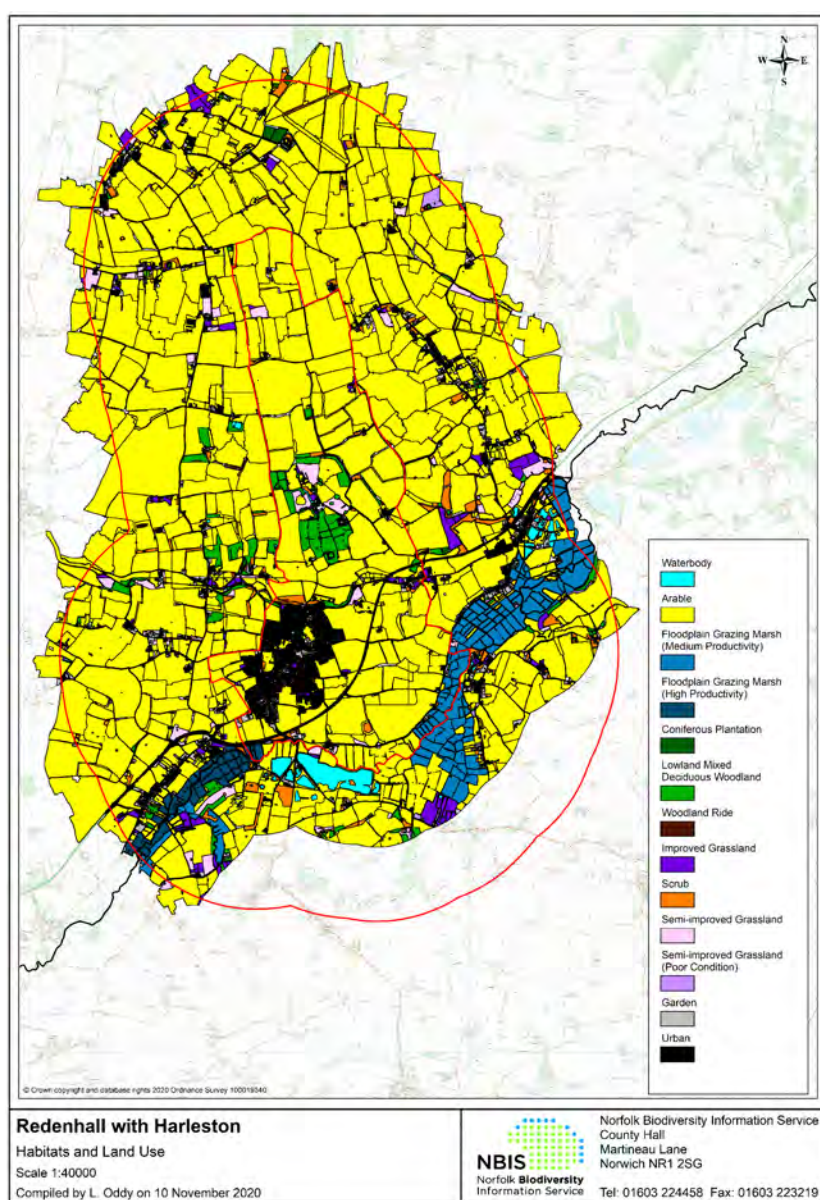 N
W E
S
Waterbody
Arable
Floodplain Grazing Marsh
(Medium Productivity)
Floodplain Grazing Marsh
(High Productivity)
Coniferous Plantation
Lowland Mixed
Deciduous Woodland
Woodland Ride
Improved Grassland
Scrub
Semi-improved Grassland
Semi-improved Grassland
(Poor Condition)
Garden
Urban
© Crown copyright and database rights 2020 Ordnance Survey 100019340
Redenhall with Harleston
Habitats and Land Use
Scale 1:40000
Compiled by L. Oddy on 10 November 2020
NBIS
Norfolk Biodiversity
Information Service
Norfolk Biodiversity Information Service
County Hall
Martineau Lane
Norwich NR1 2SG
Tel: 01603 224458 Fax: 01603 223219